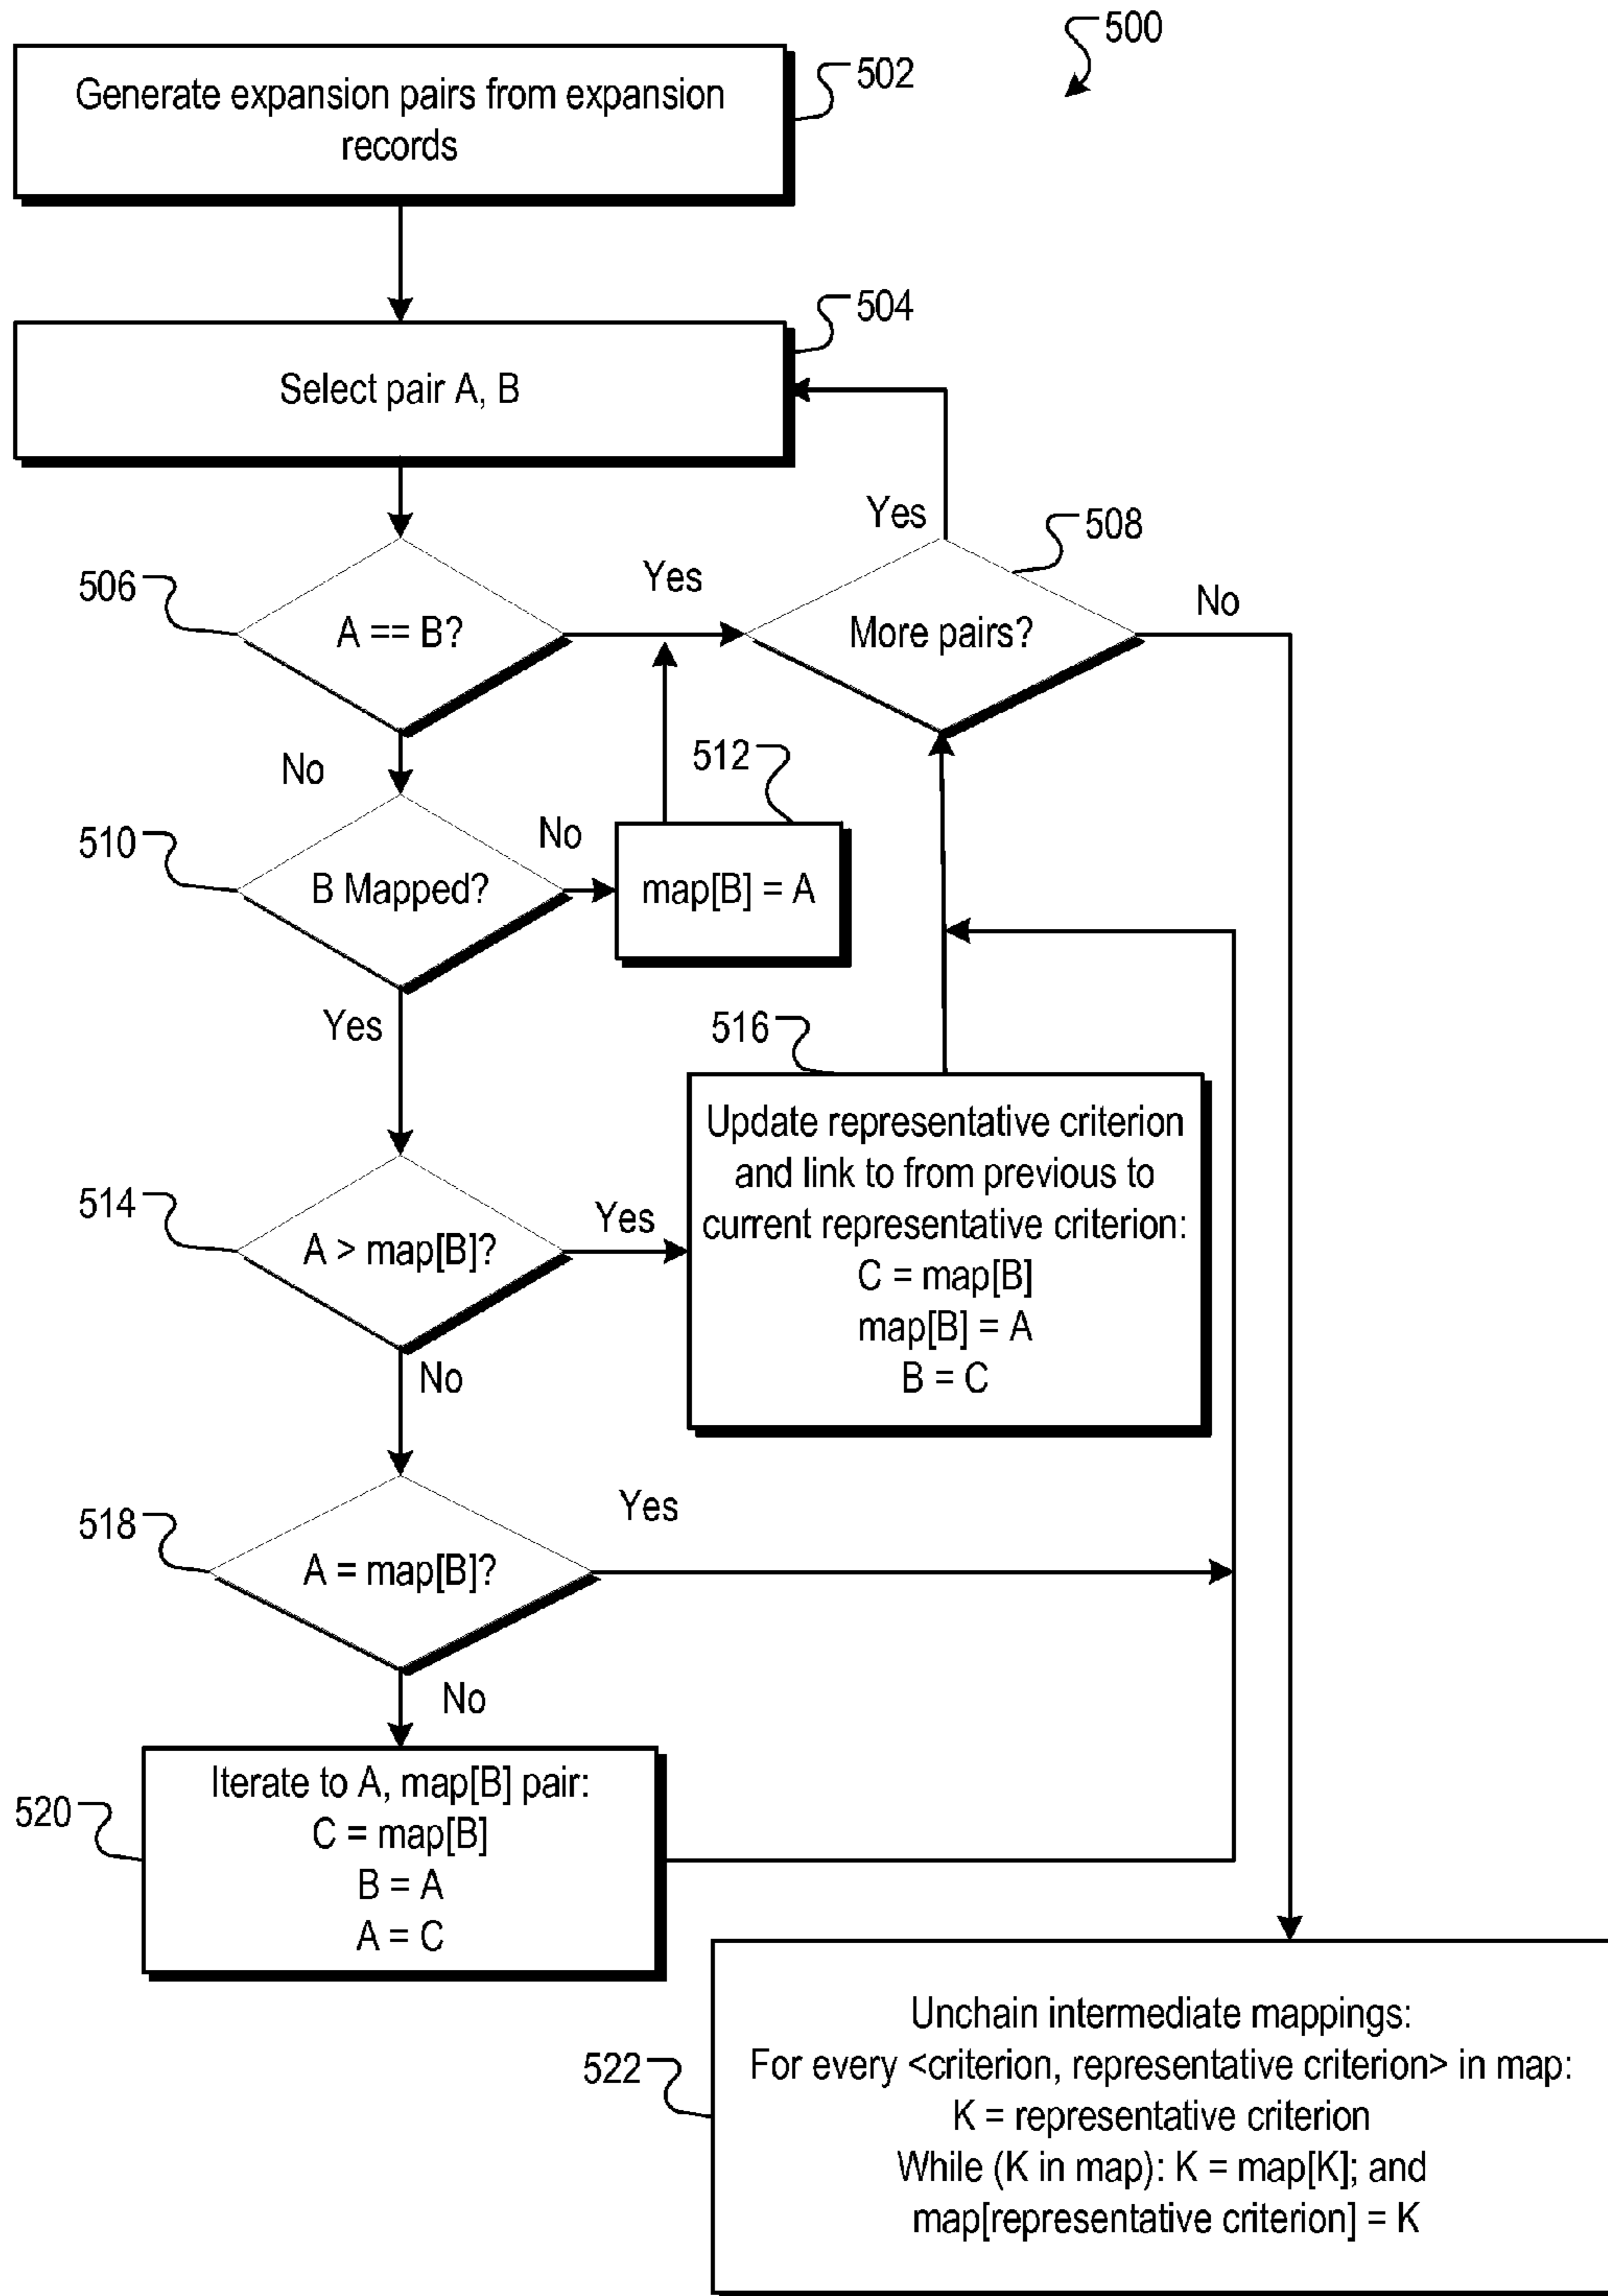 500
Generate expansion pairs from expansion
records
502
504
Select pair A, B
Yes
508
506
Yes
No
A == B?
More pairs?
No
512
510
No
B Mapped?
map[B] = A
Yes
516
Update representative criterion
and link to from previous to
current representative criterion:
C = map[B]
map[B] = A
B = C
514
Yes
A > map[B]?
No
518
Yes
A = map[B]?
No
520
Iterate to A, map[B] pair:
C = map[B]
B = A
A = C
522
Unchain intermediate mappings:
For every <criterion, representative criterion> in map:
K = representative criterion
While (K in map): K = map[K]; and
map[representative criterion] = K